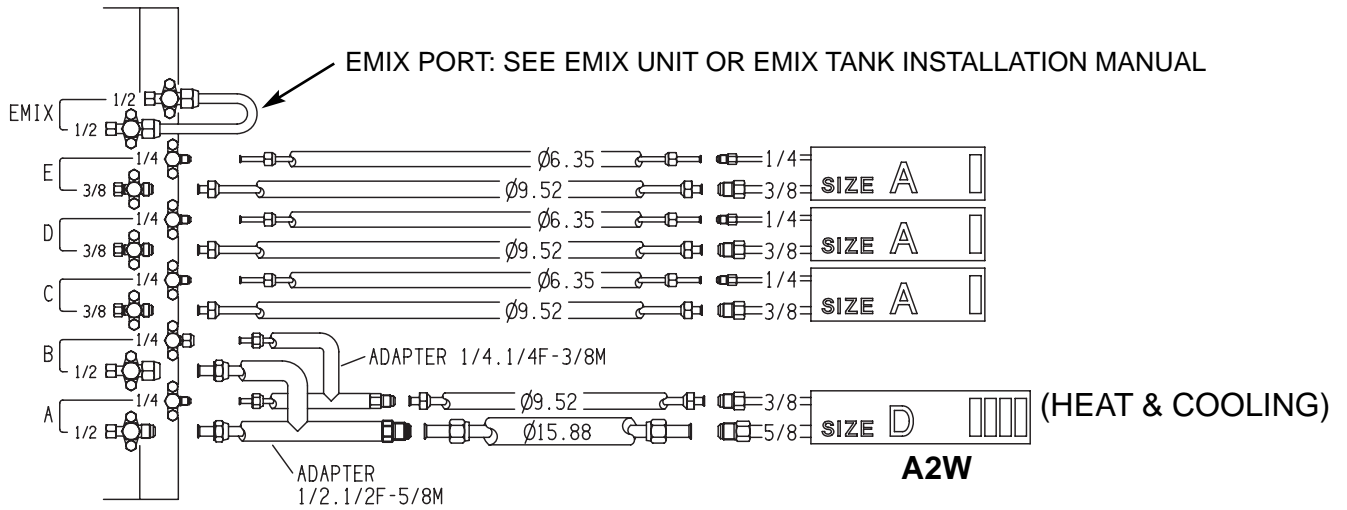 EMIX PORT: SEE EMIX UNIT OR EMIX TANK INSTALLATION MANUAL
EMIX 1/2
1/2
E 1/4 Ø6.35 1/4 SIZE A
3/8 Ø9.52 3/8
D 1/4 Ø6.35 1/4 SIZE A
3/8 Ø9.52 3/8
C 1/4 Ø6.35 1/4 SIZE A
3/8 Ø9.52 3/8
B 1/4 ADAPTER 1/4.1/4F-3/8M
1/2
A 1/4 Ø9.52 3/8 SIZE D (HEAT & COOLING)
1/2 Ø15.88 5/8
A2W
ADAPTER
1/2.1/2F-5/8M